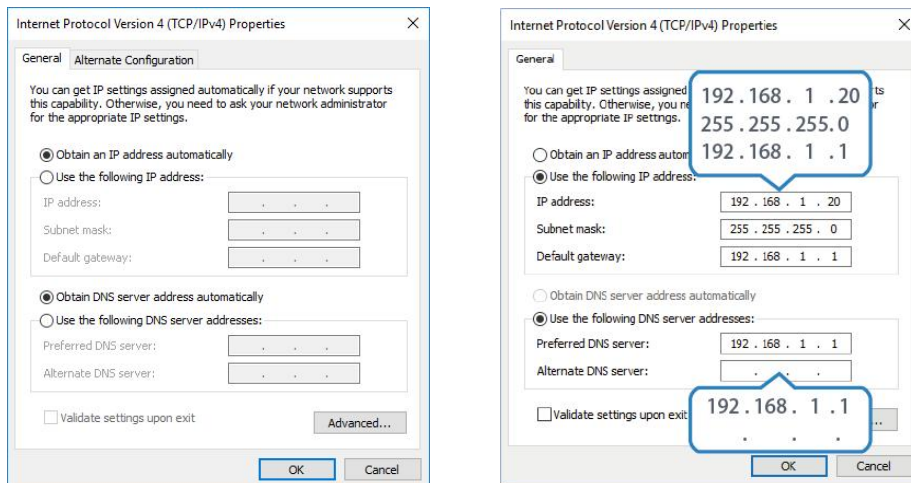 Internet Protocol Version 4 (TCP/IPv4) Properties
General
Alternate Configuration
You can get IP settings assigned automatically if your network supports
this capability. Otherwise, you need to ask your network administrator
for the appropriate IP settings.
Obtain an IP address automatically
Use the following IP address:
IP address:
. . .
Subnet mask:
. . .
Default gateway:
. . .
Obtain DNS server address automatically
Use the following DNS server addresses:
Preferred DNS server:
. . .
Alternate DNS server:
. . .
Validate settings upon exit
Advanced...
OK
Cancel
Internet Protocol Version 4 (TCP/IPv4) Properties
General
You can get IP settings assigned
this capability. Otherwise, you
for the appropriate IP settings.
192.168. 1 .20
255.255.255.0
192.168. 1 .1
Obtain an IP address
Use the following IP address:
IP address:
192 . 168 . 1 . 20
Subnet mask:
255 . 255 . 255 . 0
Default gateway:
192 . 168 . 1 . 1
Obtain DNS server address automatically
Use the following DNS server addresses:
Preferred DNS server:
192 . 168 . 1 . 1
Alternate DNS server:
. . .
Validate settings upon exit
192.168. 1 .1
. . .
OK
Cancel